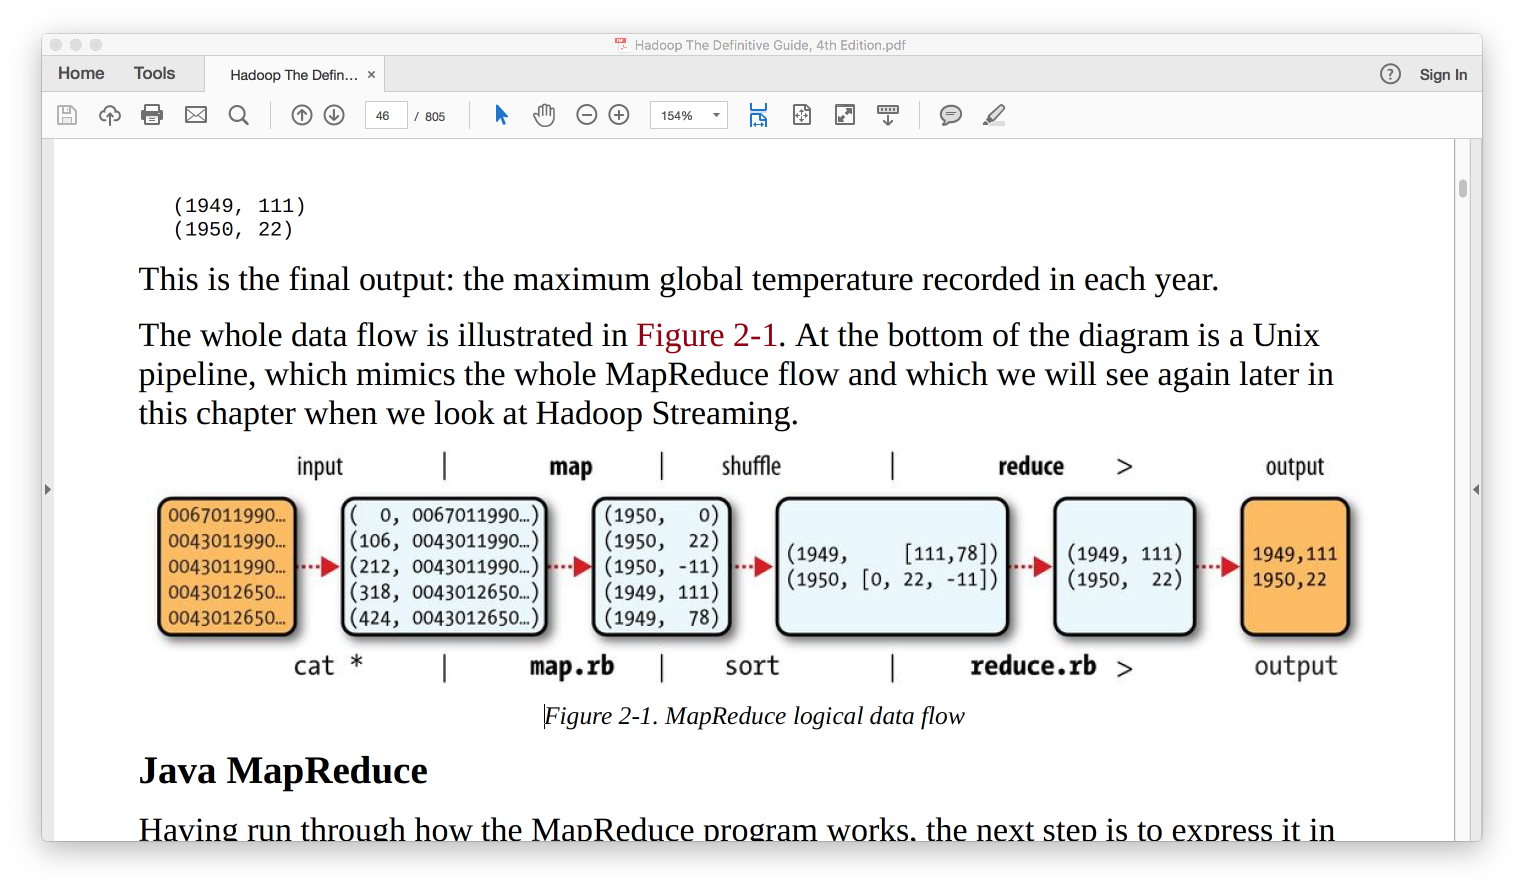 Hadoop The Definitive Guide, 4th Edition.pdf
Home Tools Hadoop The Defin... × ? Sign In
46 / 805 154%
(1949, 111)
(1950, 22)
This is the final output: the maximum global temperature recorded in each year.
The whole data flow is illustrated in Figure 2-1. At the bottom of the diagram is a Unix
pipeline, which mimics the whole MapReduce flow and which we will see again later in
this chapter when we look at Hadoop Streaming.
input | map | shuffle | reduce > output
0067011990…
0043011990…
0043011990…
0043012650…
0043012650…
( 0, 0067011990…)
(106, 0043011990…)
(212, 0043011990…)
(318, 0043012650…)
(424, 0043012650…)
(1950, 0)
(1950, 22)
(1950, -11)
(1949, 111)
(1949, 78)
(1949, [111,78])
(1950, [0, 22, -11])
(1949, 111)
(1950, 22)
1949,111
1950,22
cat * | map.rb | sort | reduce.rb > output
Figure 2-1. MapReduce logical data flow
Java MapReduce
Having run through how the MapReduce program works, the next step is to express it in